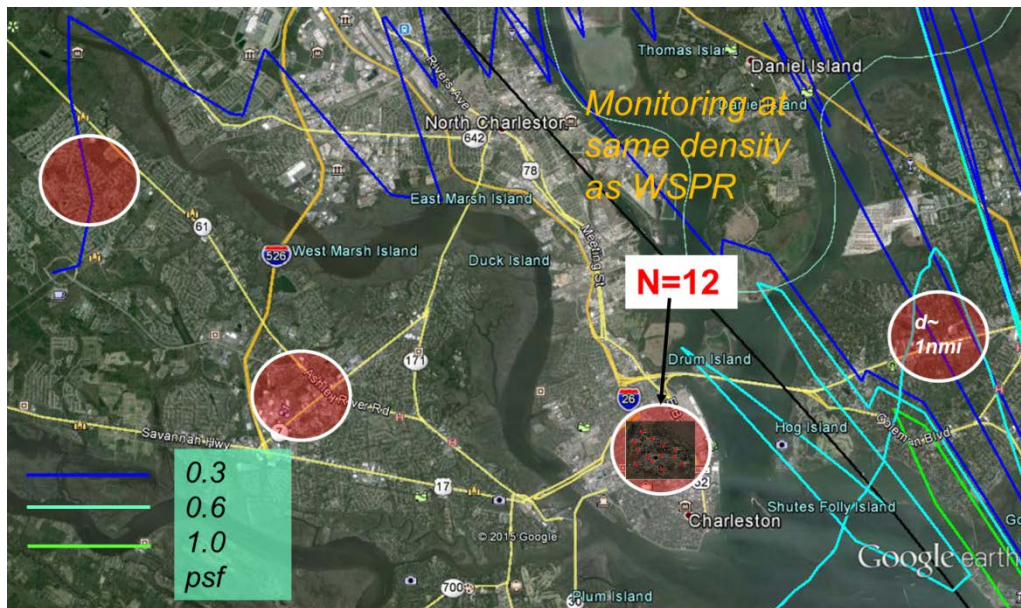 Thomas Island
Daniel Island
Daniel Island
Rivers Ave
North Charleston
Monitoring at
same density
as WSPR
642
78
East Marsh Island
61
526
West Marsh Island
Duck Island
Meeting St
N=12
d~
1nmi
171
Drum Island
26
Ashley River Rd
Savannah Hwy
Coleman Blvd
Hog Island
0.3
0.6
1.0
psf
17
52
Shutes Folly Island
Charleston
© 2015 Google
Google earth
700
Plum Island
30